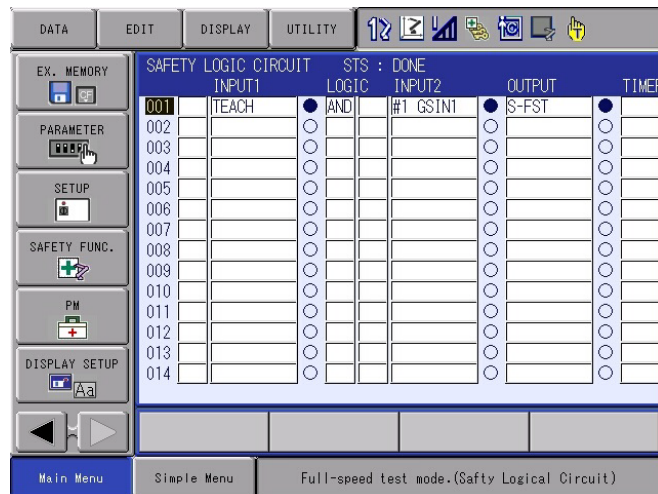 DATA EDIT DISPLAY UTILITY
EX. MEMORY
CF
PARAMETER
SETUP
SAFETY FUNC.
PM
DISPLAY SETUP
Aa
SAFETY LOGIC CIRCUIT STS : DONE
INPUT1 LOGIC INPUT2 OUTPUT TIMER
001 TEACH AND #1 GSIN1 S-FST
002
003
004
005
006
007
008
009
010
011
012
013
014
Main Menu Simple Menu Full-speed test mode.(Safty Logical Circuit)